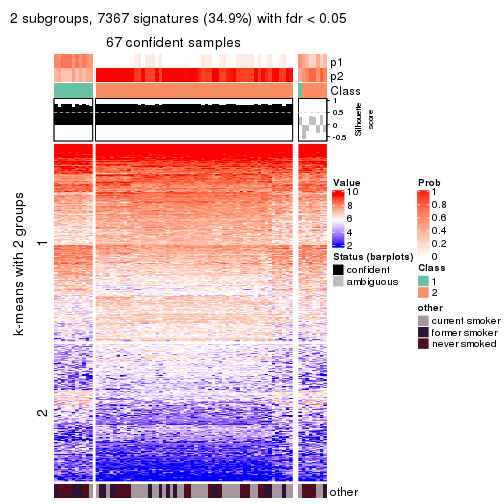 2 subgroups, 7367 signatures (34.9%) with fdr < 0.05
67 confident samples
p1
p2
Class
1
0.5
0
-0.5
Silhouette
score
k-means with 2 groups
1
2
other
Value
10
8
6
4
2
Status (barplots)
confident
ambiguous
Prob
1
0.8
0.6
0.4
0.2
0
Class
1
2
other
current smoker
former smoker
never smoked